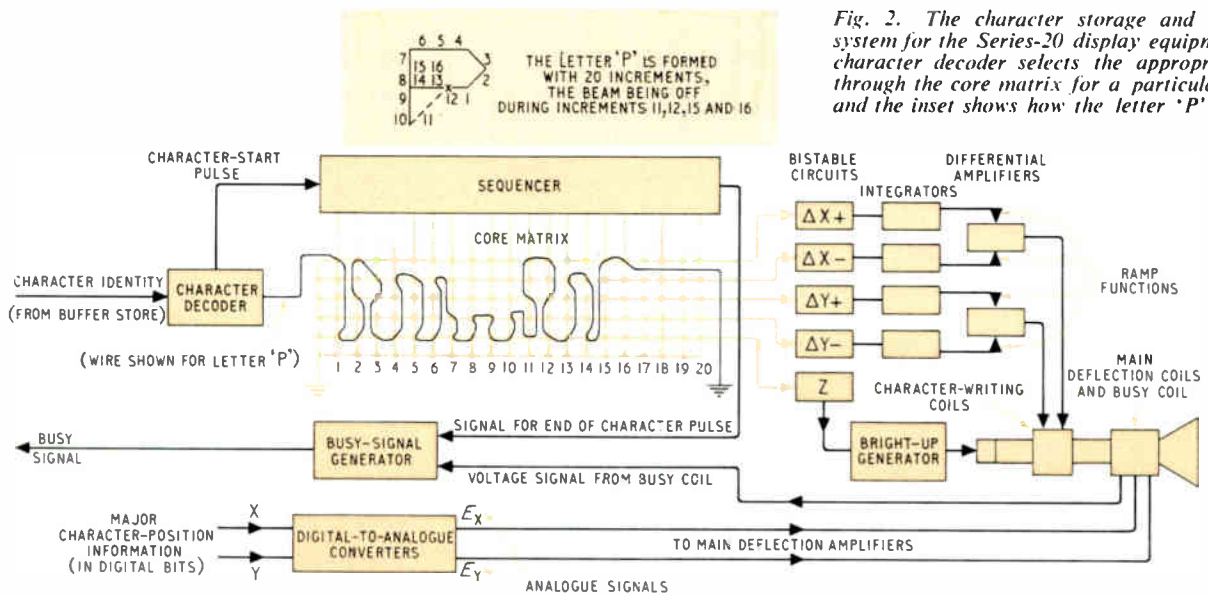 Fig. 2. The character storage and
system for the Series-20 display equipm
character decoder selects the appropr
through the core matrix for a particula
and the inset shows how the letter 'P'
6 5 4
7 3
15 16
8 14 13 2
9 12 1
10 11
THE LETTER 'P' IS FORMED
WITH 20 INCREMENTS,
THE BEAM BEING OFF
DURING INCREMENTS 11,12,15 AND 16
CHARACTER-START
PULSE
SEQUENCER
CORE MATRIX
CHARACTER IDENTITY
(FROM BUFFER STORE)
CHARACTER
DECODER
(WIRE SHOWN FOR LETTER 'P')
1 2 3 4 5 6 7 8 9 10 11 12 13 14 15 16 17 18 19 20
BISTABLE
CIRCUITS
INTEGRATORS
DIFFERENTIAL
AMPLIFIERS
ΔX+
ΔX-
ΔY+
ΔY-
Z
RAMP
FUNCTIONS
MAIN
DEFLECTION COILS
AND BUSY COIL
CHARACTER-WRITING
COILS
BRIGHT-UP
GENERATOR
BUSY
SIGNAL
BUSY-SIGNAL
GENERATOR
SIGNAL FOR END OF CHARACTER PULSE
VOLTAGE SIGNAL FROM BUSY COIL
MAJOR
CHARACTER-POSITION
INFORMATION
(IN DIGITAL BITS)
X
Y
DIGITAL-TO-ANALOGUE
CONVERTERS
EX
EY
TO MAIN DEFLECTION AMPLIFIERS
ANALOGUE SIGNALS